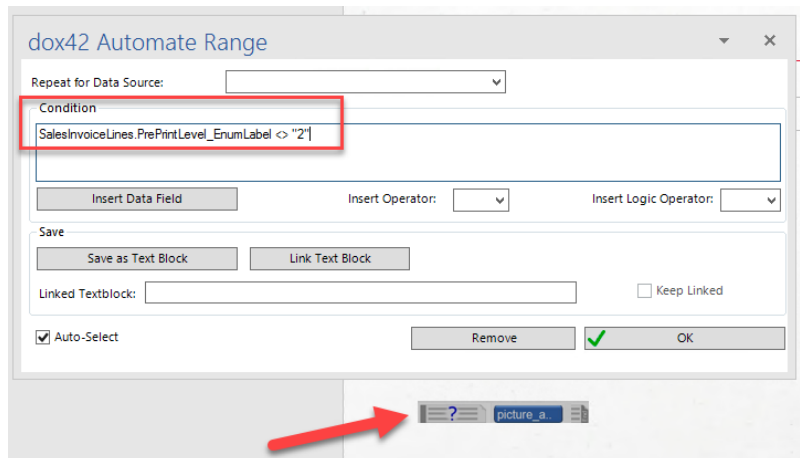 dox42 Automate Range
Repeat for Data Source:
Condition
SalesInvoiceLines.PrePrintLevel_EnumLabel <> "2"
Insert Data Field
Insert Operator:
Insert Logic Operator:
Save
Save as Text Block
Link Text Block
Linked Textblock:
Keep Linked
Auto-Select
Remove
OK
? picture_a..